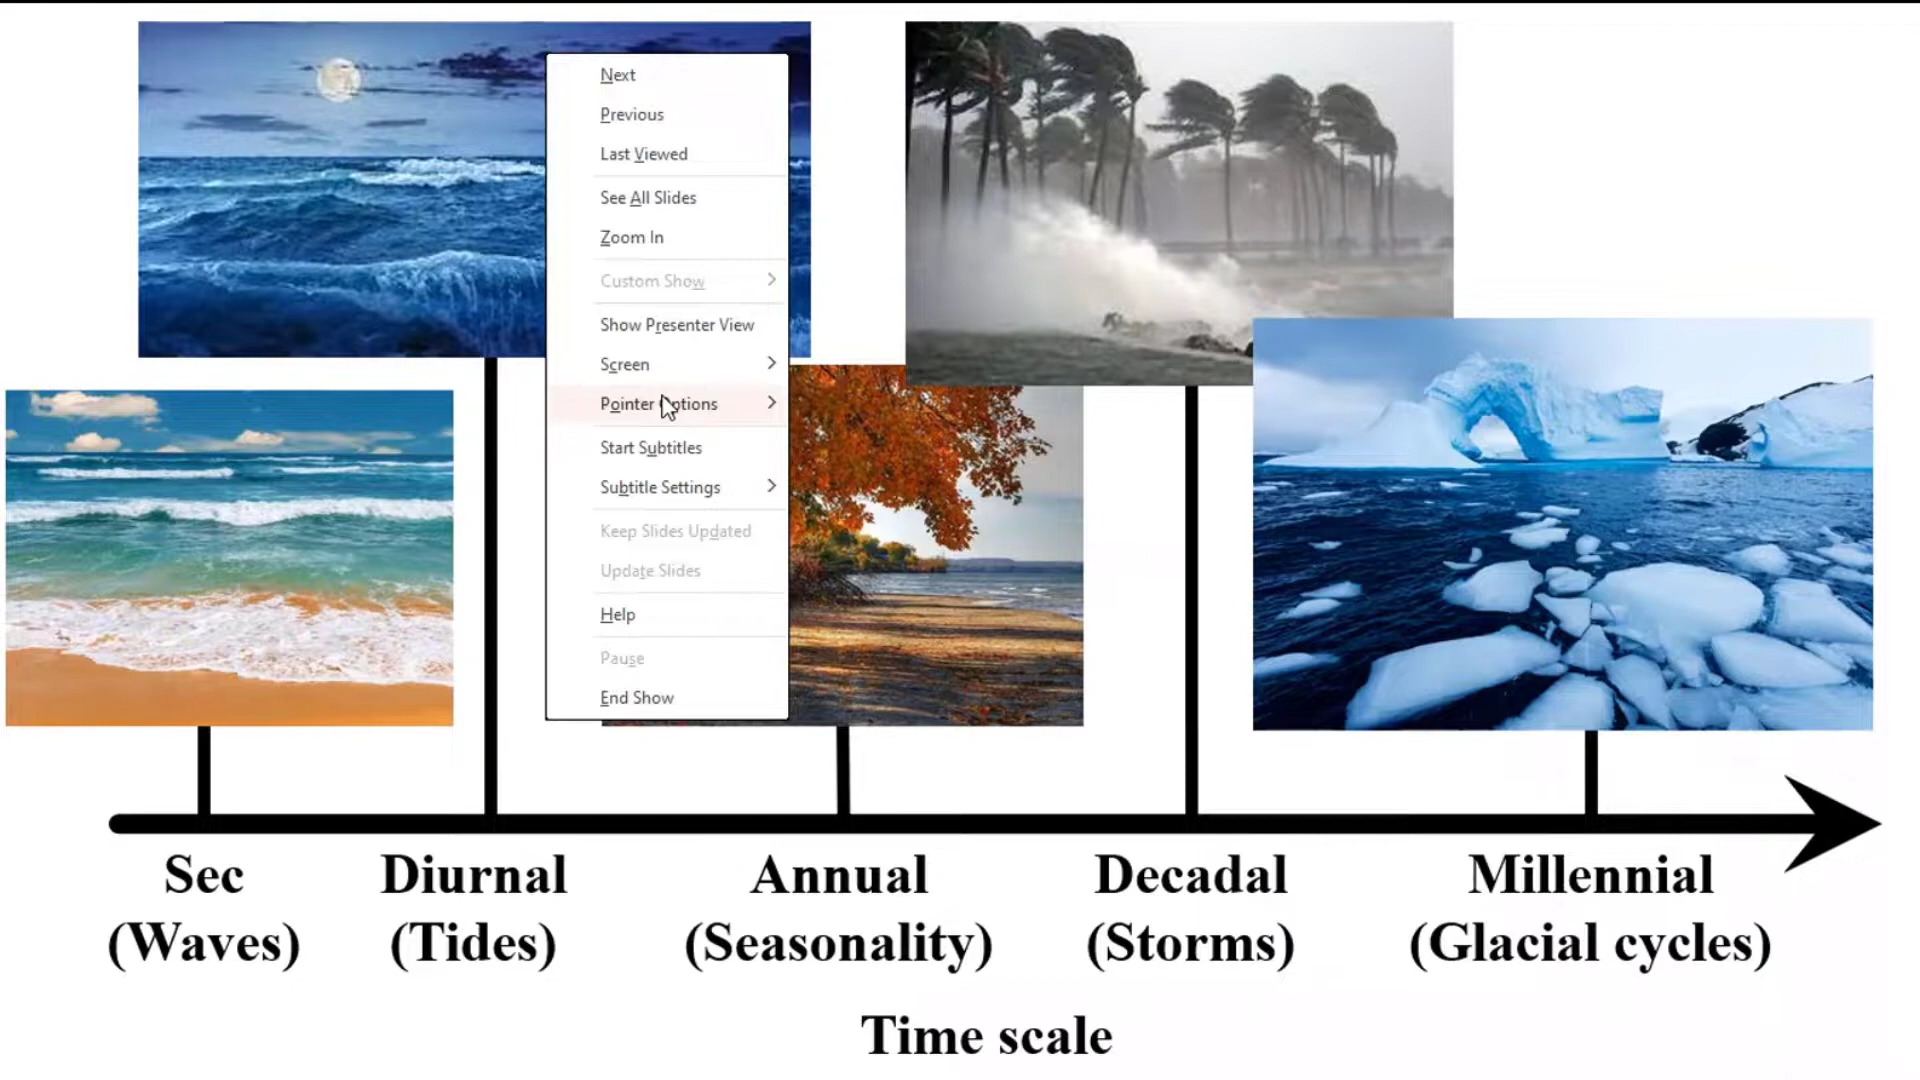 Next
Previous
Last Viewed
See All Slides
Zoom In
Custom Show
Show Presenter View
Screen
Pointer Options
Start Subtitles
Subtitle Settings
Keep Slides Updated
Update Slides
Help
Pause
End Show
Sec
(Waves)
Diurnal
(Tides)
Annual
(Seasonality)
Decadal
(Storms)
Millennial
(Glacial cycles)
Time scale